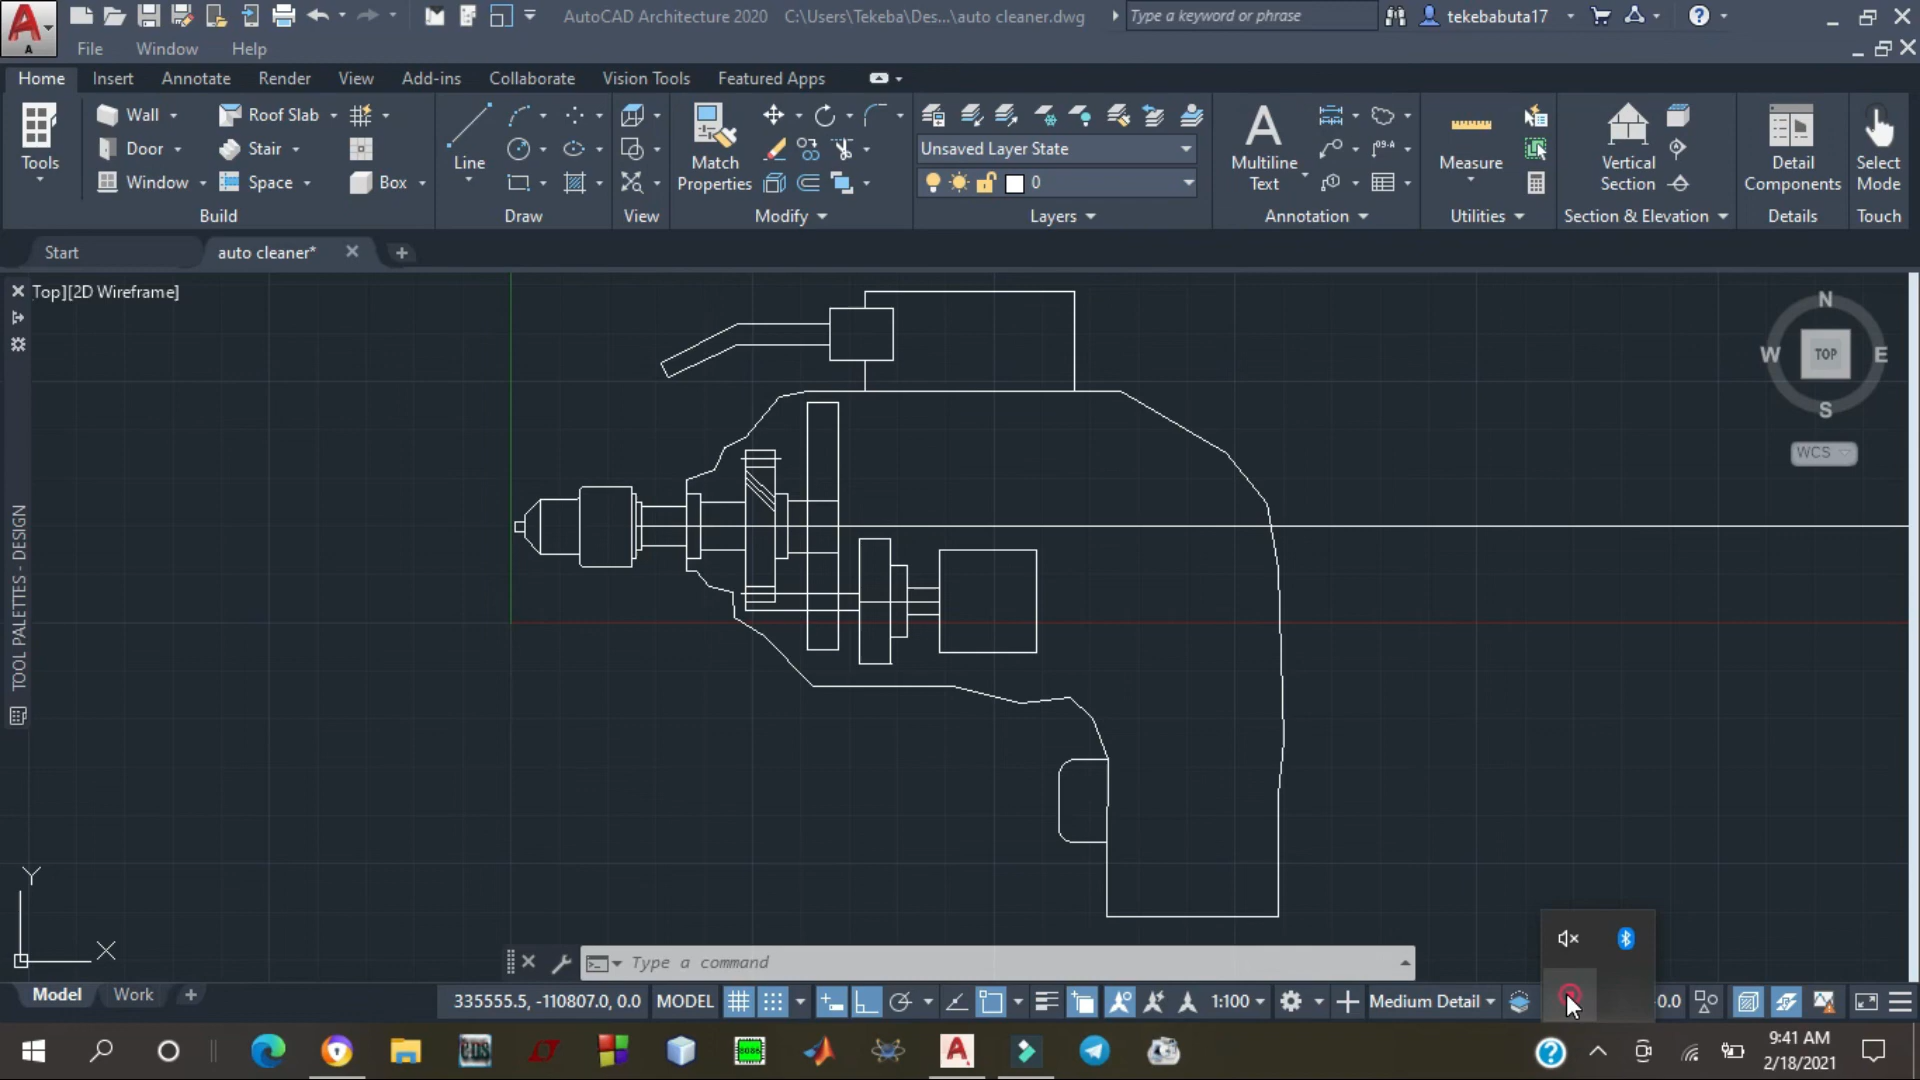 AutoCAD Architecture 2020 C:\Users\Tekeba\Des...\auto cleaner.dwg Type a keyword or phrase tekebabuta17
A
File Window Help
Home Insert Annotate Render View Add-ins Collaborate Vision Tools Featured Apps
Tools
Wall Roof Slab
Door Stair
Window Space Box
Build
Line
Draw
View
Match Properties
Modify
Unsaved Layer State
0
Layers
Multiline Text
Annotation
Measure
Utilities
Vertical Section
Section & Elevation
Detail Components
Details
Select Mode
Touch
Start auto cleaner*
Top][2D Wireframe]
N
W TOP E
S
WCS
TOOL PALETTES - DESIGN
Y
X
Type a command
Model Work
335555.5, -110807.0, 0.0 MODEL 1:100 Medium Detail 0.0
9:41 AM
2/18/2021